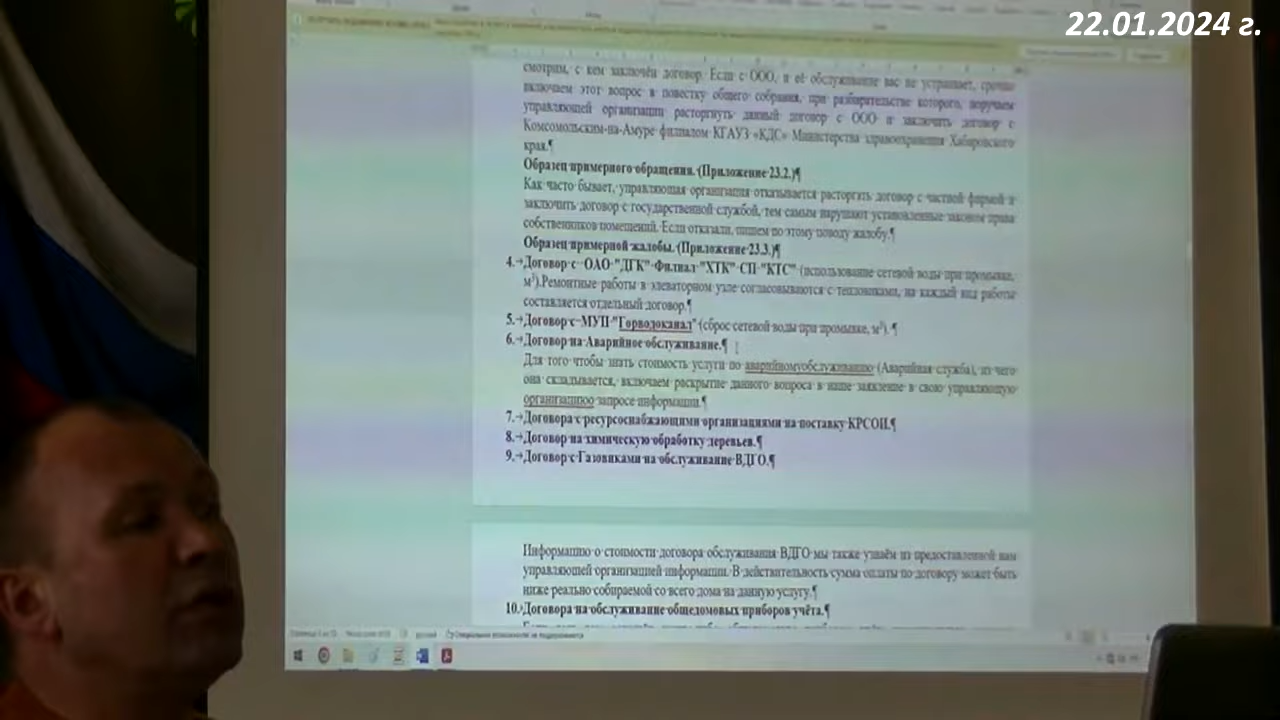 22.01.2024 г.
смотрим, с кем заключён договор. Если с ООО, и её обслуживание вас не устраивает, срочно
включаем этот вопрос в повестку общего собрания, при разбирательстве которого, поручаем
управляющей организации расторгнуть данный договор с ООО и заключить договор с
Комсомольским-на-Амуре филиалом КГАУЗ «КДС» Министерства здравоохранения Хабаровского
края.¶
Образец примерного обращения. (Приложение 23.2.)¶
Как часто бывает, управляющая организация отказывается расторгать договор с частной фирмой и
заключить договор с государственной службой, тем самым нарушают установленные законом права
собственников помещений. Если отказали, пишем по этому поводу жалобу.¶
Образец примерной жалобы. (Приложение 23.3.)¶
4.→Договор с ОАО "ДГК" Филиал "ХТК" СП "КТС" (использование сетевой воды при промывке,
м³).Ремонтные работы в элеваторном узле согласовываются с тепловиками, на каждый вид работы
составляется отдельный договор.¶
5.→Договор с МУП "Горводоканал" (сброс сетевой воды при промывке, м³). ¶
6.→Договор на Аварийное обслуживание.¶
Для того чтобы знать стоимость услуги по аварийномуобслуживанию (Аварийная служба), из чего
она складывается, включаем раскрытие данного вопроса в наше заявление в свою управляющую
организациюо запросе информации.¶
7.→Договора с ресурсоснабжающими организациями на поставку КРСОИ.¶
8.→Договор на химическую обработку деревьев.¶
9.→Договор с Газовиками на обслуживание ВДГО.¶
Информацию о стоимости договора обслуживания ВДГО мы также узнаём из предоставленной нам
управляющей организацией информации. В действительность сумма оплаты по договору может быть
ниже реально собираемой со всего дома на данную услугу.¶
10.Договора на обслуживание общедомовых приборов учёта.¶